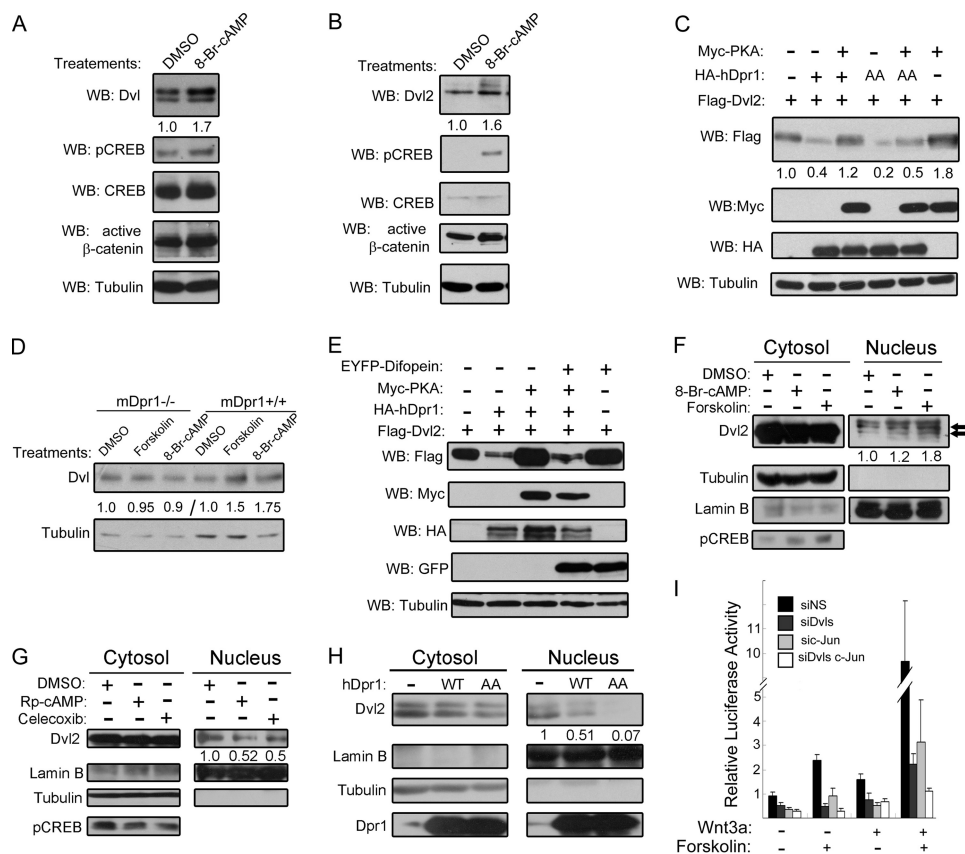 A
DMSO
8-Br-cAMP
Treatements:
WB: Dvl
1.0 1.7
WB: pCREB
WB: CREB
WB: active
β-catenin
WB: Tubulin
B
DMSO
8-Br-cAMP
Treatements:
WB: Dvl2
1.0 1.6
WB: pCREB
WB: CREB
WB: active
β-catenin
WB: Tubulin
C
Myc-PKA: - - + - + +
HA-hDpr1: - + + AA AA -
Flag-Dvl2: + + + + + +
WB: Flag
1.0 0.4 1.2 0.2 0.5 1.8
WB:Myc
WB: HA
WB: Tubulin
D
mDpr1-/- mDpr1+/+
DMSO Forskolin 8-Br-cAMP DMSO Forskolin 8-Br-cAMP
Treatments:
Dvl
1.0 0.95 0.9 / 1.0 1.5 1.75
Tubulin
E
EYFP-Difopein: - - - + +
Myc-PKA: - - + + -
HA-hDpr1: - + + + -
Flag-Dvl2: + + + + +
WB: Flag
WB: Myc
WB: HA
WB: GFP
WB: Tubulin
F
Cytosol Nucleus
DMSO: + - - + - -
8-Br-cAMP: - + - - + -
Forskolin: - - + - - +
Dvl2
1.0 1.2 1.8
Tubulin
Lamin B
pCREB
G
Cytosol Nucleus
DMSO: + - - + - -
Rp-cAMP: - + - - + -
Celecoxib: - - + - - +
Dvl2
1.0 0.52 0.5
Lamin B
Tubulin
pCREB
H
Cytosol Nucleus
hDpr1: - WT AA - WT AA
Dvl2
1 0.51 0.07
Lamin B
Tubulin
Dpr1
I
siNS
siDvls
sic-Jun
siDvls c-Jun
Relative Luciferase Activity
11
10
5
4
3
2
1
Wnt3a: - - + +
Forskolin: - + - +